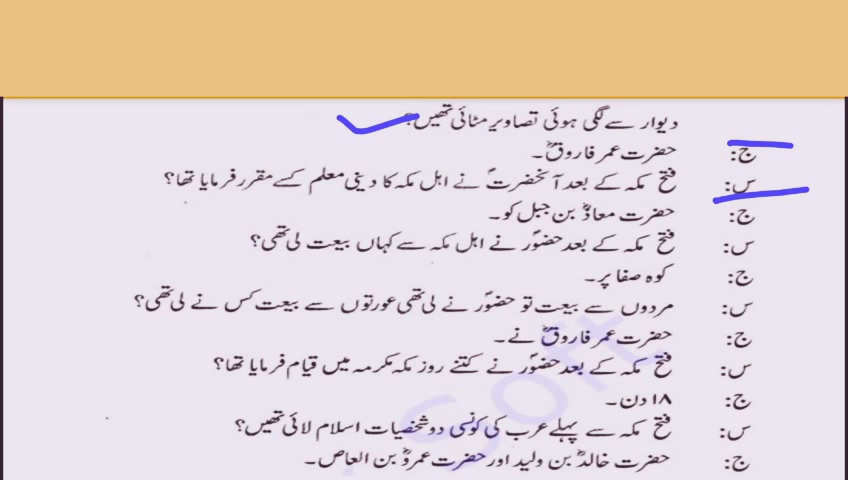 دیوار سے لگی ہوئی تصاویر مٹائی تھیں؟
ج: حضرت عمر فاروقؓ۔
س: فتح مکہ کے بعد آنحضرتؐ نے اہل مکہ کا دینی معلم کسے مقرر فرمایا تھا؟
ج: حضرت معاذؓ بن جبل کو۔
س: فتح مکہ کے بعد حضورؐ نے اہل مکہ سے کہاں بیعت لی تھی؟
ج: کوہ صفا پر۔
س: مردوں سے بیعت تو حضورؐ نے لی تھی عورتوں سے بیعت کس نے لی تھی؟
ج: حضرت عمر فاروقؓ نے۔
س: فتح مکہ کے بعد حضورؐ نے کتنے روز مکہ مکرمہ میں قیام فرمایا تھا؟
ج: ۱۸ دن۔
س: فتح مکہ سے پہلے عرب کی کونسی دو شخصیات اسلام لائی تھیں؟
ج: حضرت خالدؓ بن ولید اور حضرت عمروؓ بن العاص۔
Soft